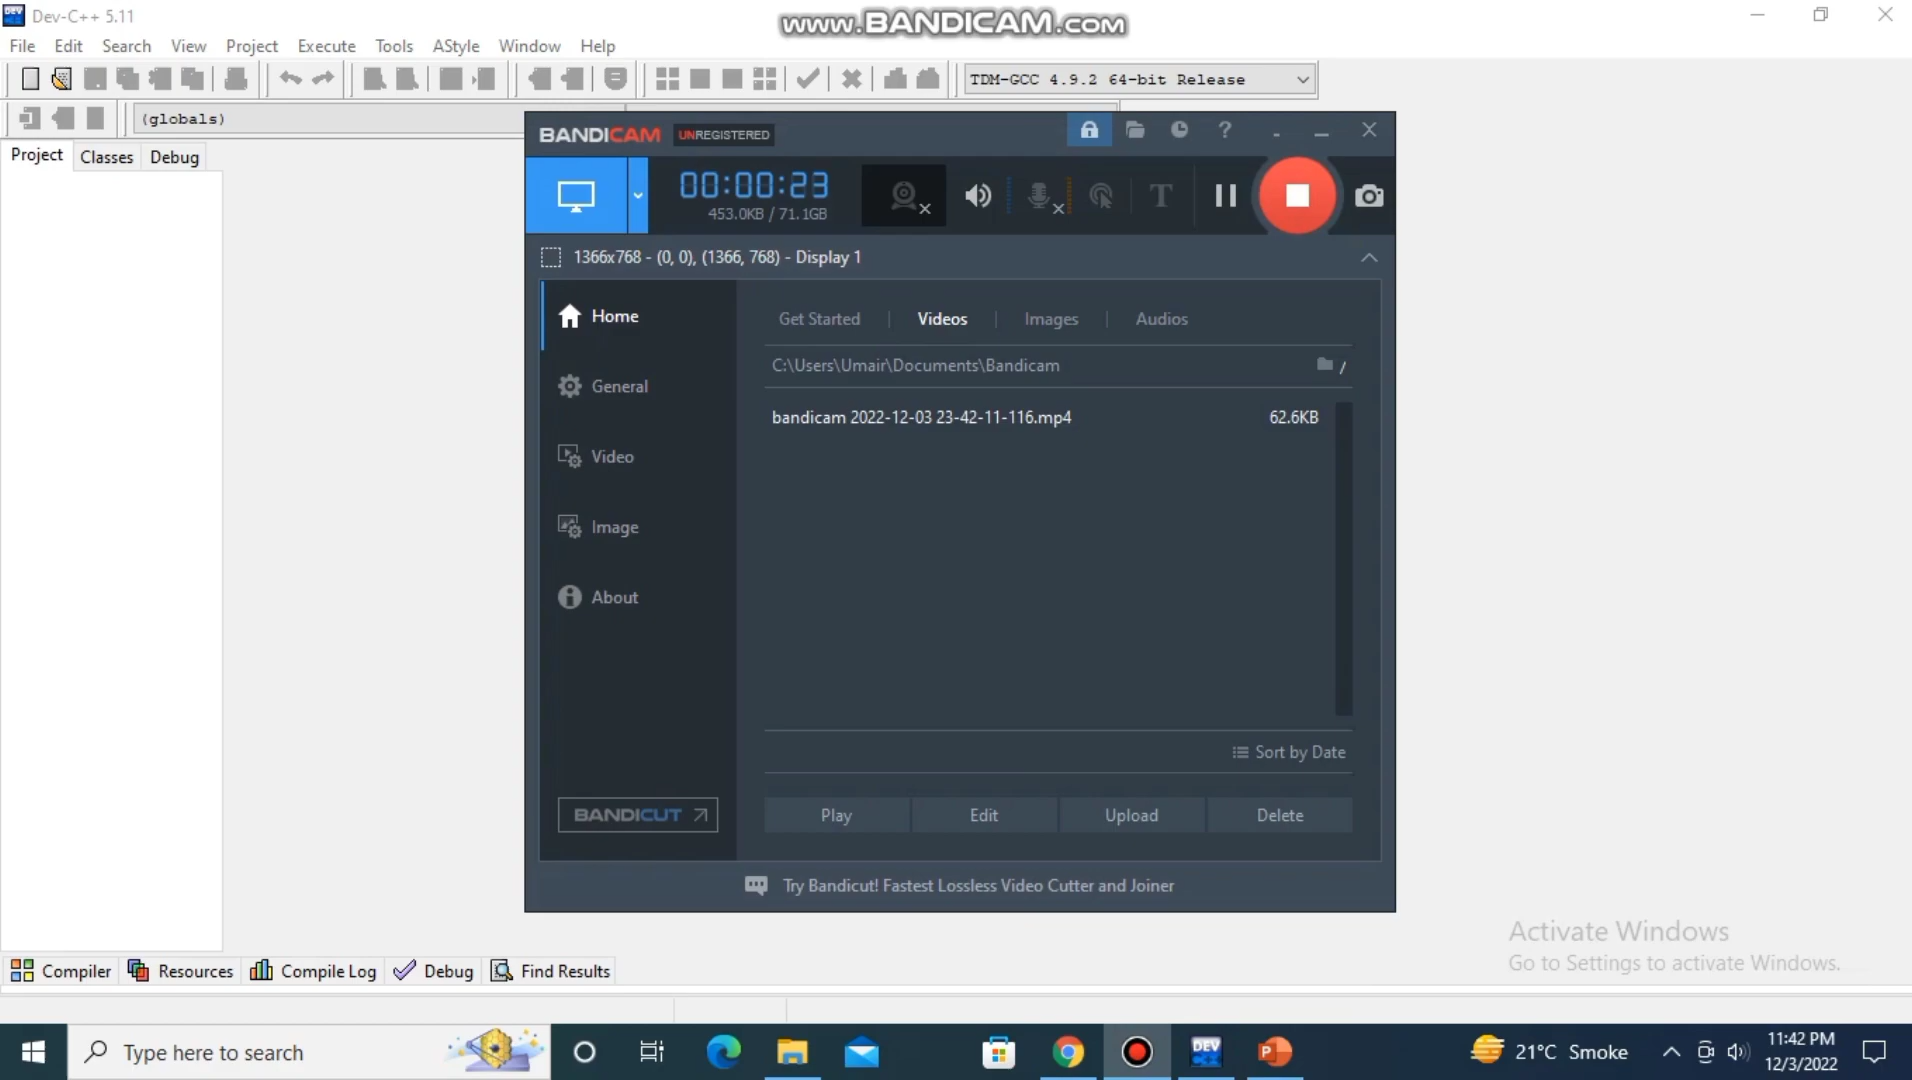 Dev-C++ 5.11
www.BANDICAM.com
File Edit Search View Project Execute Tools AStyle Window Help
TDM-GCC 4.9.2 64-bit Release
(globals)
Project Classes Debug
BANDICAM UNREGISTERED
00:00:23
453.0KB / 71.1GB
1366x768 - (0, 0), (1366, 768) - Display 1
Home
General
Video
Image
About
BANDICUT
Get Started | Videos | Images | Audios
C:\Users\Umair\Documents\Bandicam /
bandicam 2022-12-03 23-42-11-116.mp4 62.6KB
Sort by Date
Play Edit Upload Delete
Try Bandicut! Fastest Lossless Video Cutter and Joiner
Activate Windows
Go to Settings to activate Windows.
Compiler Resources Compile Log Debug Find Results
Type here to search
DEV
21°C Smoke
11:42 PM
12/3/2022